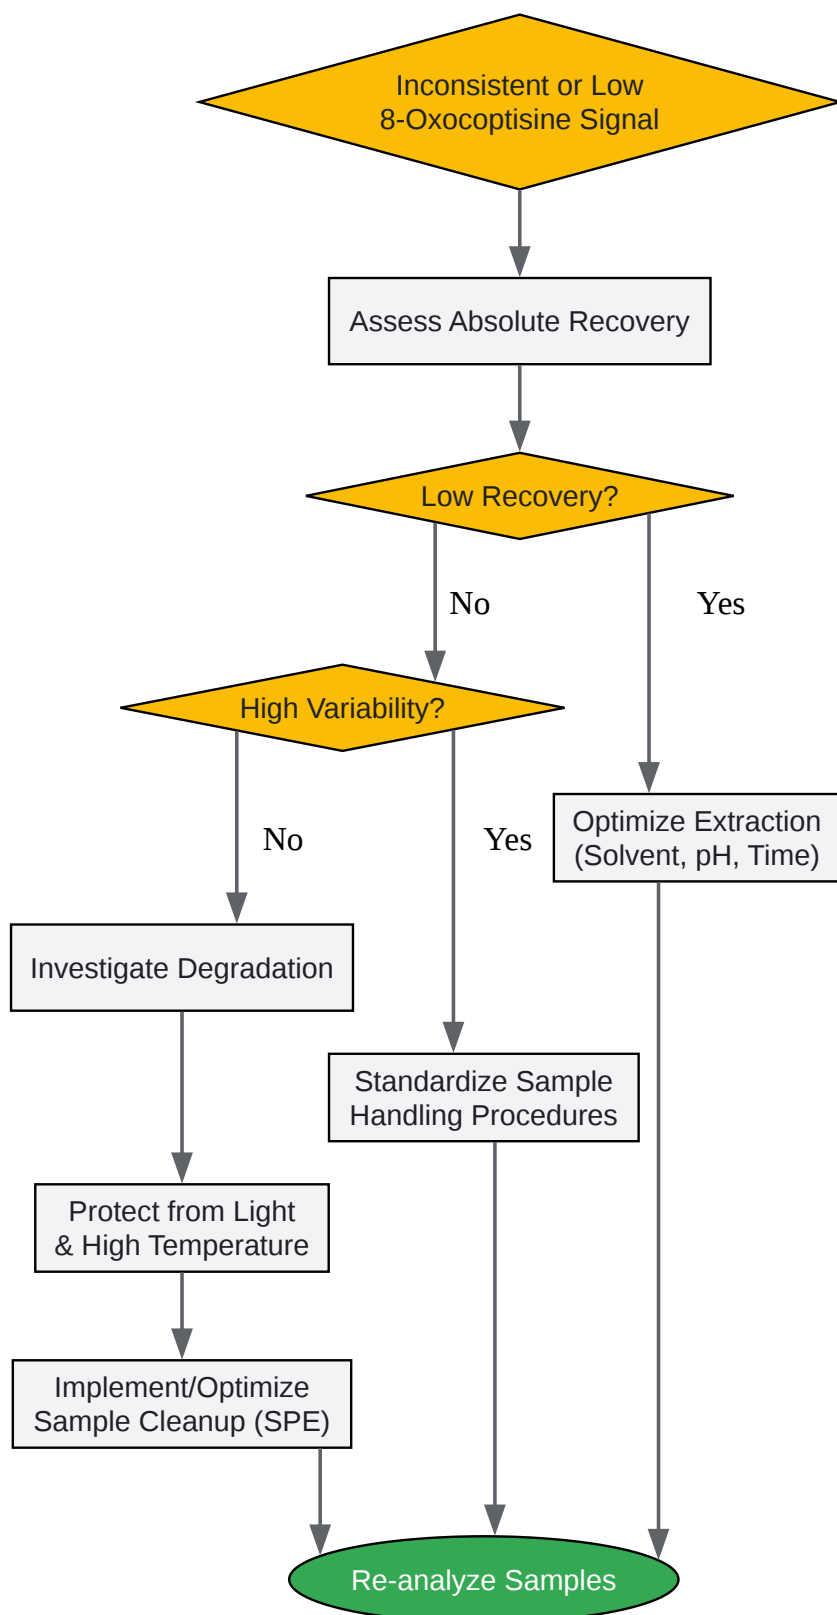 Inconsistent or Low
8-Oxocoptisine Signal
Assess Absolute Recovery
Low Recovery?
No
Yes
High Variability?
No
Yes
Optimize Extraction
(Solvent, pH, Time)
Investigate Degradation
Standardize Sample
Handling Procedures
Protect from Light
& High Temperature
Implement/Optimize
Sample Cleanup (SPE)
Re-analyze Samples